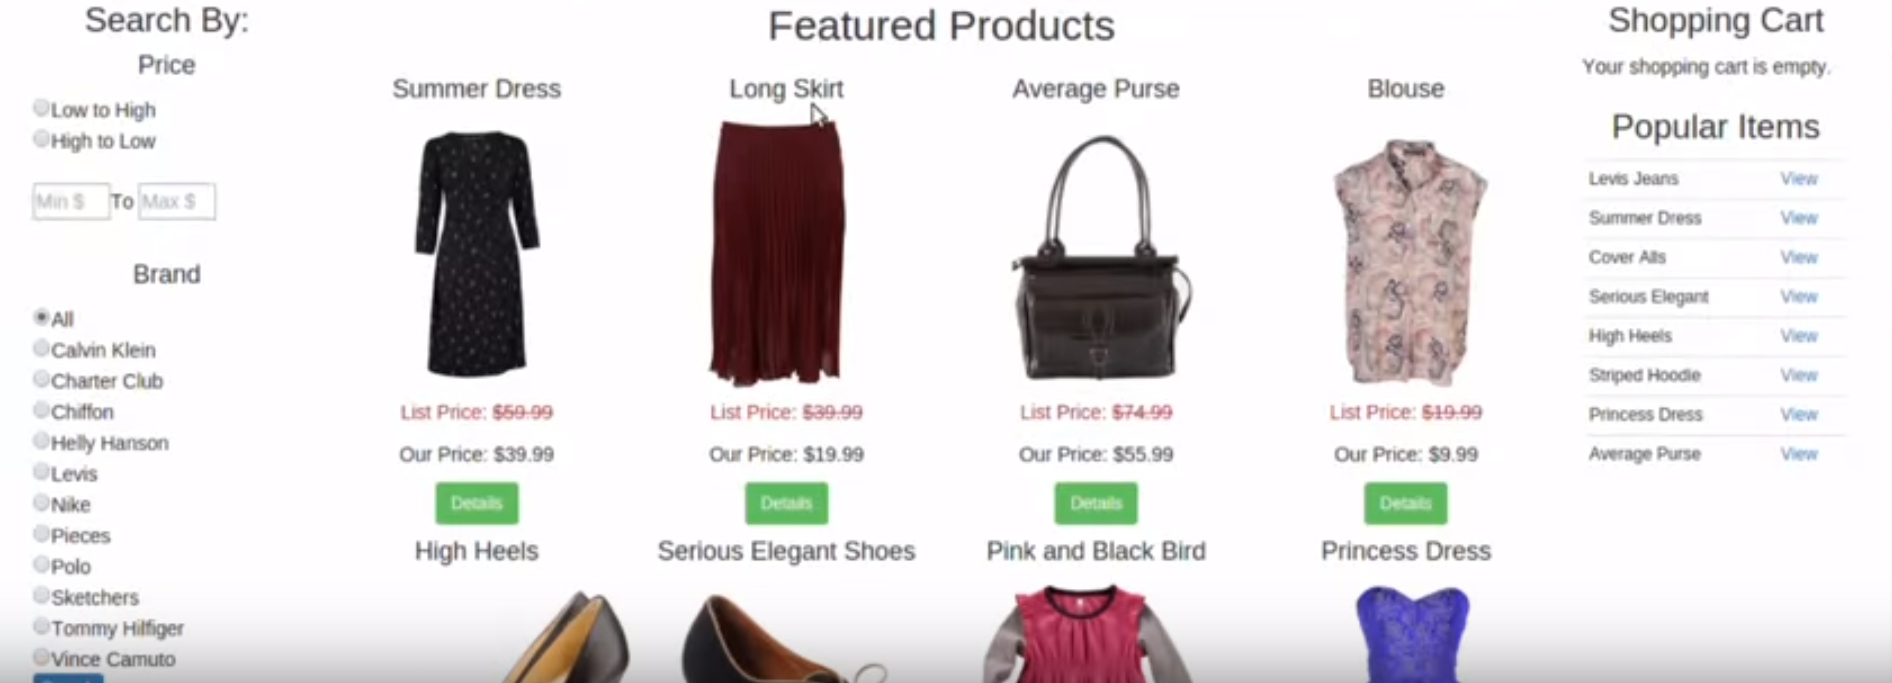 Search By:
Price
Low to High
High to Low
Min $ To Max $
Brand
All
Calvin Klein
Charter Club
Chiffon
Helly Hanson
Levis
Nike
Pieces
Polo
Sketchers
Tommy Hilfiger
Vince Camuto
Featured Products
Summer Dress
List Price: $59.99
Our Price: $39.99
Details
Long Skirt
List Price: $39.99
Our Price: $19.99
Details
Average Purse
List Price: $74.99
Our Price: $55.99
Details
Blouse
List Price: $19.99
Our Price: $9.99
Details
High Heels
Serious Elegant Shoes
Pink and Black Bird
Princess Dress
Shopping Cart
Your shopping cart is empty.
Popular Items
Levis Jeans View
Summer Dress View
Cover Alls View
Serious Elegant View
High Heels View
Striped Hoodie View
Princess Dress View
Average Purse View